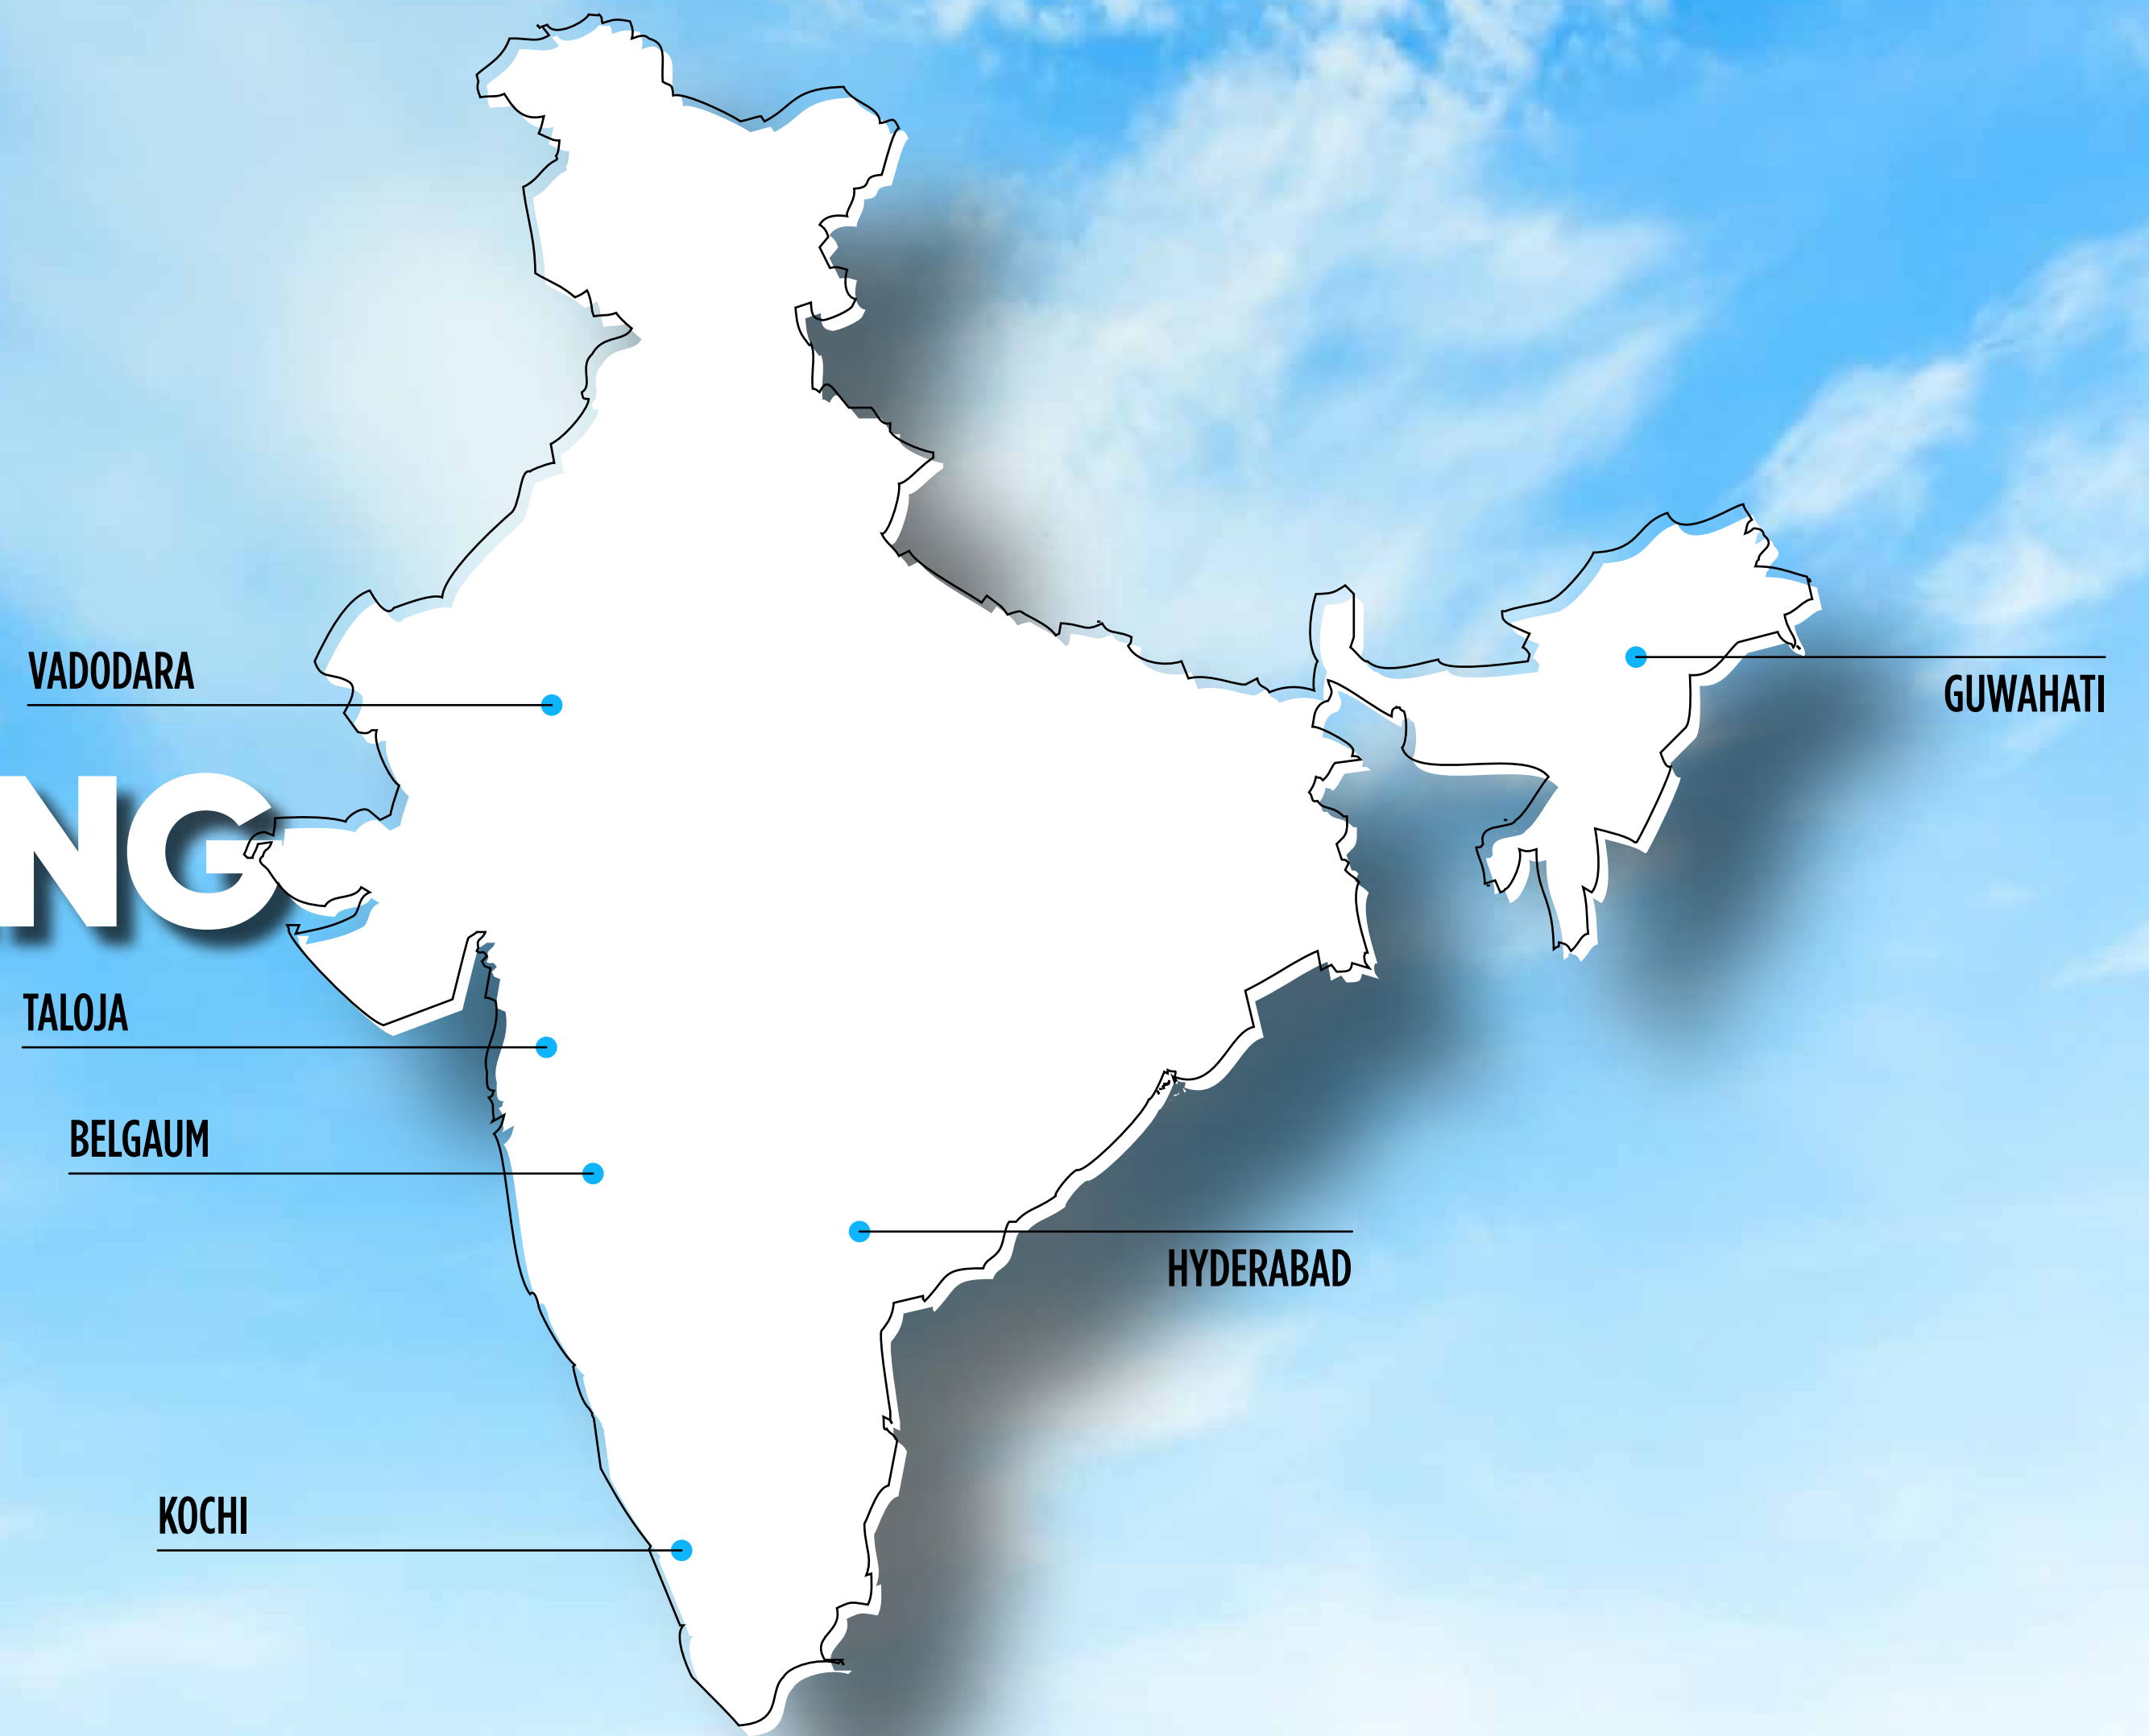 VADODARA
GUWAHATI
NG
TALOJA
BELGAUM
HYDERABAD
KOCHI